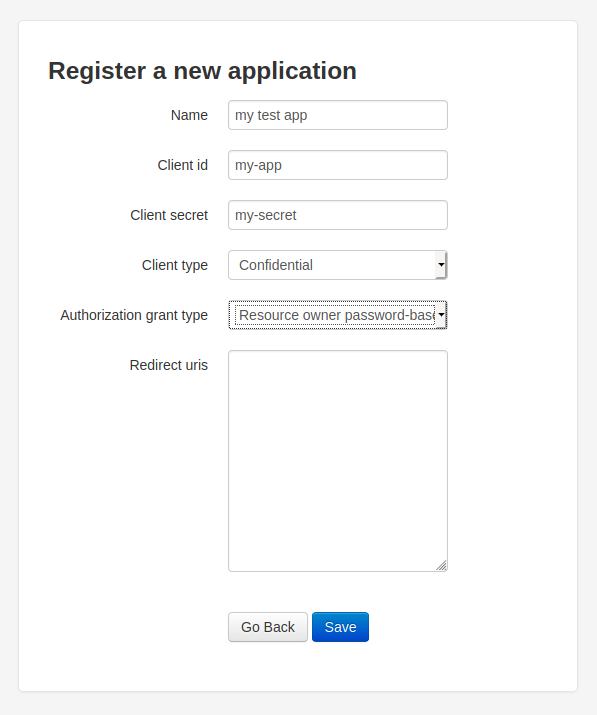 Register a new application
Name
my test app
Client id
my-app
Client secret
my-secret
Client type
Confidential
Authorization grant type
Resource owner password-bas
Redirect uris
Go Back
Save